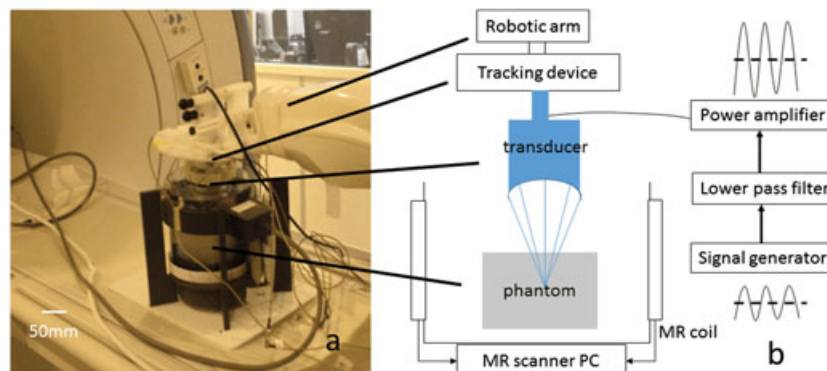 Robotic arm
Tracking device
transducer
phantom
MR coil
MR scanner PC
Power amplifier
Lower pass filter
Signal generator
50mm
a
b